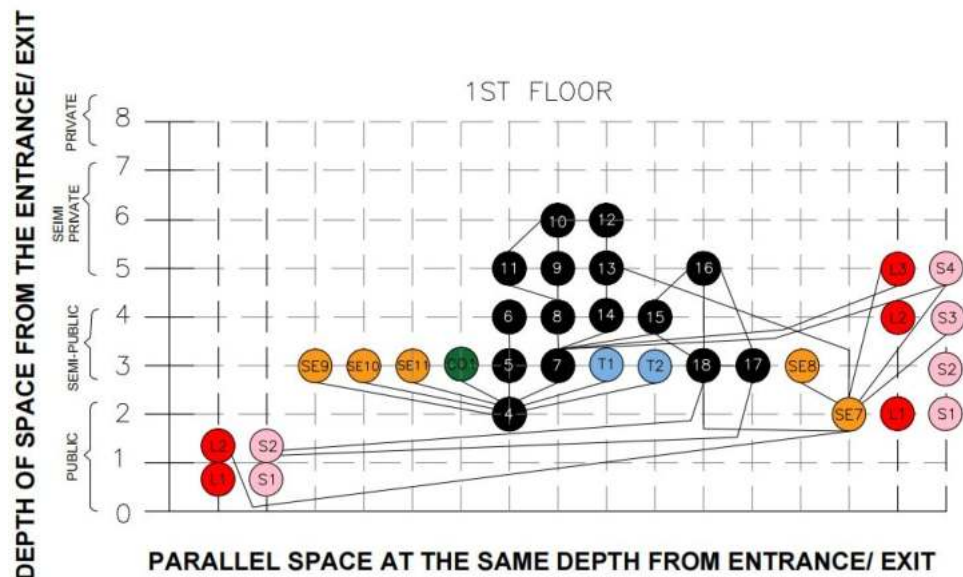 DEPTH OF SPACE FROM THE ENTRANCE/ EXIT
1ST FLOOR
PRIVATE
SEIMI PRIVATE
SEMI-PUBLIC
PUBLIC
8
7
6 10 12
5 11 9 13 16 L3 S4
4 6 8 14 15 L2 S3
3 SE9 SE10 SE11 CO1 5 7 T1 T2 18 17 SE8 S2
2 4 SE7 L1 S1
L2 S2
1
L1 S1
0
PARALLEL SPACE AT THE SAME DEPTH FROM ENTRANCE/ EXIT